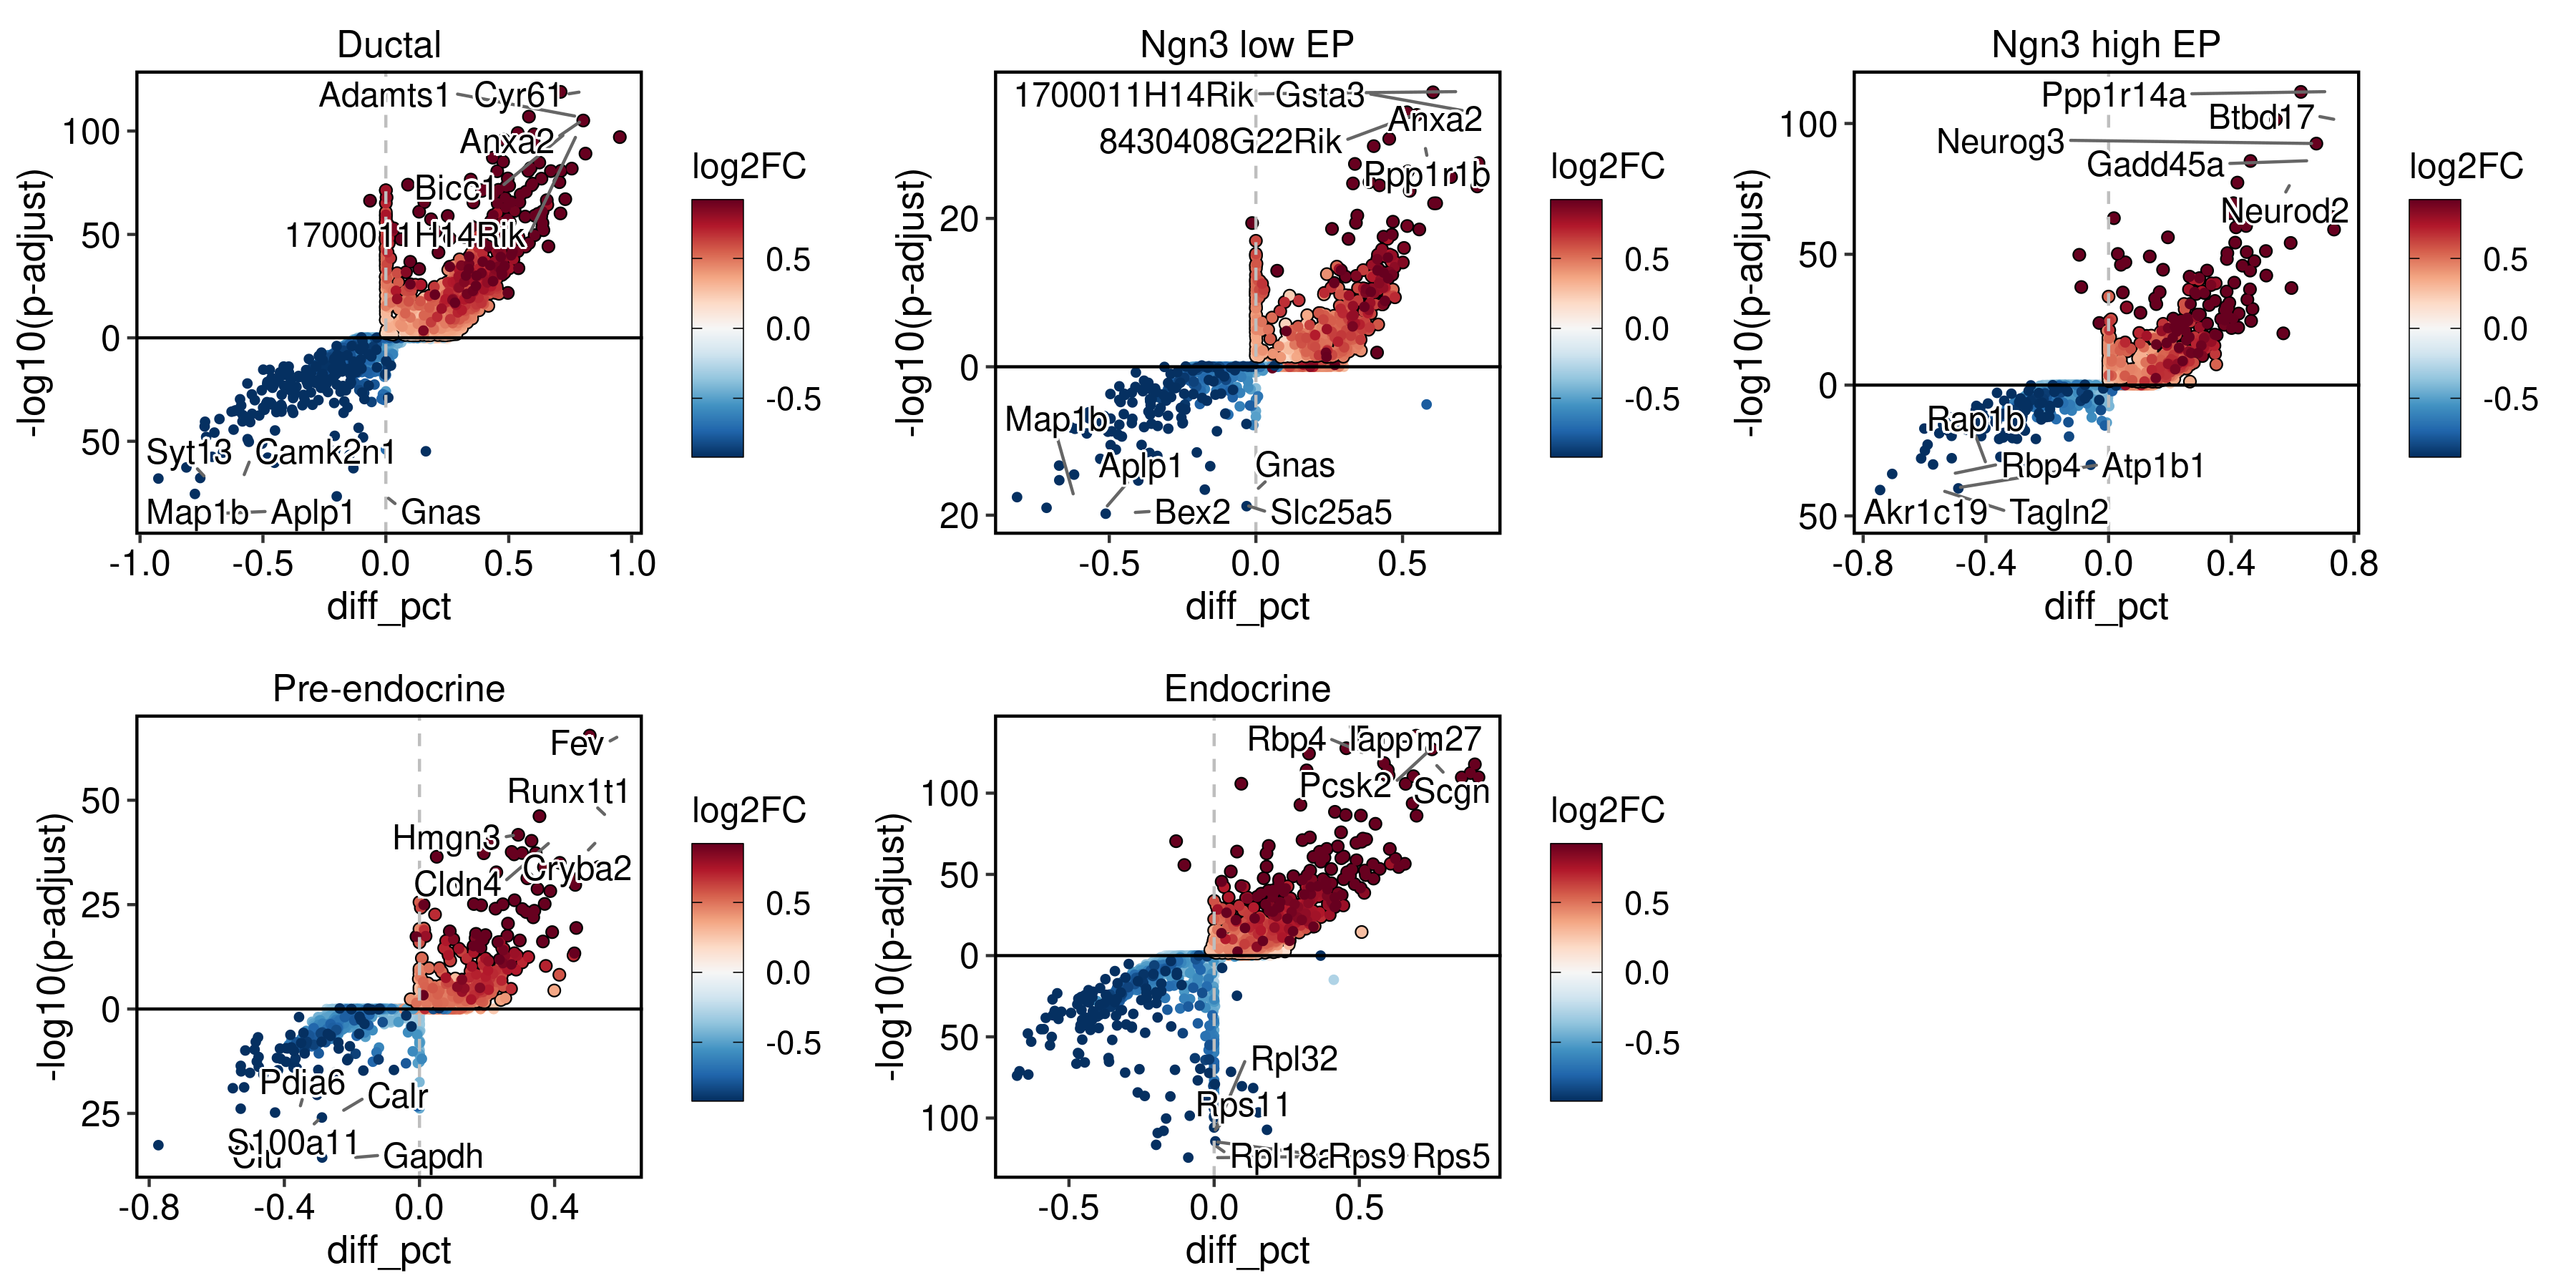 Ductal
-log10(p-adjust)
100
50
0
50
Adamts1 Cyr61
Anxa2
Bicc1
1700011H14Rik
Syt13 Camk2n1
Map1b Aplp1 Gnas
-1.0 -0.5 0.0 0.5 1.0
diff_pct
log2FC
0.5
0.0
-0.5
Ngn3 low EP
-log10(p-adjust)
20
0
20
1700011H14Rik Gsta3
Anxa2
8430408G22Rik
Ppp1r1b
Map1b
Aplp1 Gnas
Bex2 Slc25a5
-0.5 0.0 0.5
diff_pct
log2FC
0.5
0.0
-0.5
Ngn3 high EP
-log10(p-adjust)
100
50
0
50
Ppp1r14a
Btbd17
Neurog3
Gadd45a
Neurod2
Rap1b
Rbp4 Atp1b1
Akr1c19 Tagln2
-0.8 -0.4 0.0 0.4 0.8
diff_pct
log2FC
0.5
0.0
-0.5
Pre-endocrine
-log10(p-adjust)
50
25
0
25
Fev
Runx1t1
Hmgn3
Cryba2
Cldn4
Pdia6
Calr
S100a11
Clu
Gapdh
-0.8 -0.4 0.0 0.4
diff_pct
log2FC
0.5
0.0
-0.5
Endocrine
-log10(p-adjust)
100
50
0
50
100
Rbp4 Iapp m27
Pcsk2 Scgn
Rpl32
Rps11
Rpl18a Rps9 Rps5
-0.5 0.0 0.5
diff_pct
log2FC
0.5
0.0
-0.5